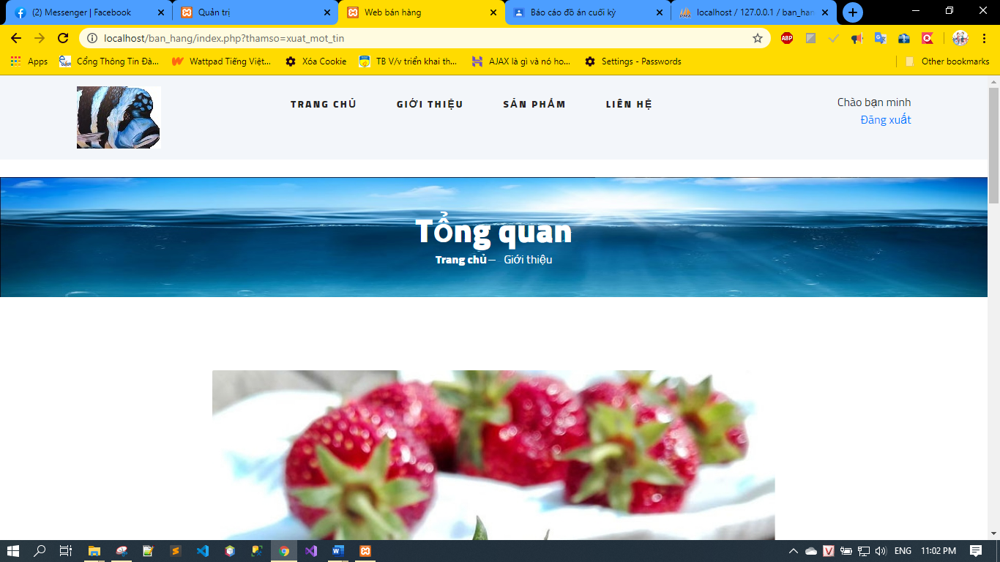 (2) Messenger | Facebook
Quản trị
Web bán hàng
Báo cáo đồ án cuối kỳ
localhost / 127.0.0.1 / ban_han
localhost/ban_hang/index.php?thamso=xuat_mot_tin
ABP
Apps
Cổng Thông Tin Đà...
Wattpad Tiếng Việt...
Xóa Cookie
TB V/v triển khai th...
AJAX là gì và nó ho...
Settings - Passwords
Other bookmarks
TRANG CHỦ
GIỚI THIỆU
SẢN PHẨM
LIÊN HỆ
Chào bạn minh
Đăng xuất
Tổng quan
Trang chủ — Giới thiệu
ENG
11:02 PM